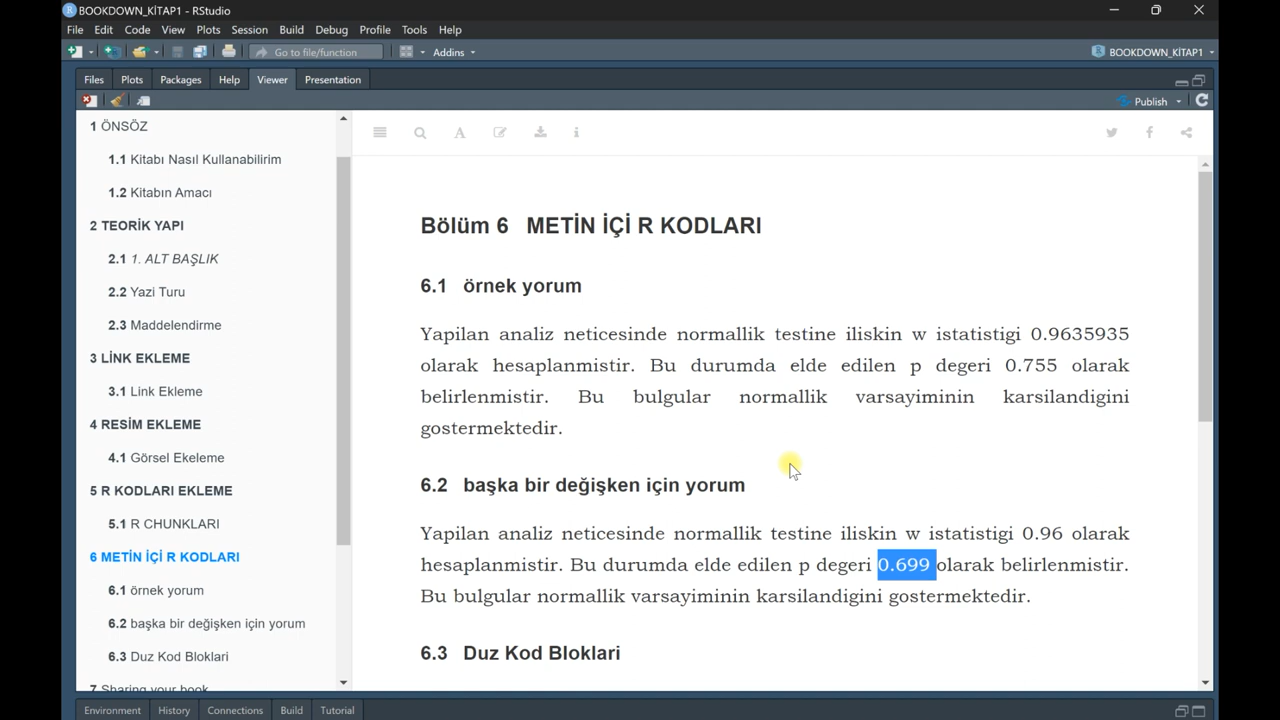 BOOKDOWN_KİTAP1 - RStudio
File Edit Code View Plots Session Build Debug Profile Tools Help
Go to file/function Addins BOOKDOWN_KİTAP1
Files Plots Packages Help Viewer Presentation
Publish
1 ÖNSÖZ
1.1 Kitabı Nasıl Kullanabilirim
1.2 Kitabın Amacı
2 TEORİK YAPI
2.1 1. ALT BAŞLIK
2.2 Yazi Turu
2.3 Maddelendirme
3 LİNK EKLEME
3.1 Link Ekleme
4 RESİM EKLEME
4.1 Görsel Ekeleme
5 R KODLARI EKLEME
5.1 R CHUNKLARI
6 METİN İÇİ R KODLARI
6.1 örnek yorum
6.2 başka bir değişken için yorum
6.3 Duz Kod Bloklari
7 Sharing your book
Bölüm 6 METİN İÇİ R KODLARI
6.1 örnek yorum
Yapilan analiz neticesinde normallik testine iliskin w istatistigi 0.9635935
olarak hesaplanmistir. Bu durumda elde edilen p degeri 0.755 olarak
belirlenmistir. Bu bulgular normallik varsayiminin karsilandigini
gostermektedir.
6.2 başka bir değişken için yorum
Yapilan analiz neticesinde normallik testine iliskin w istatistigi 0.96 olarak
hesaplanmistir. Bu durumda elde edilen p degeri 0.699 olarak belirlenmistir.
Bu bulgular normallik varsayiminin karsilandigini gostermektedir.
6.3 Duz Kod Bloklari
Environment History Connections Build Tutorial